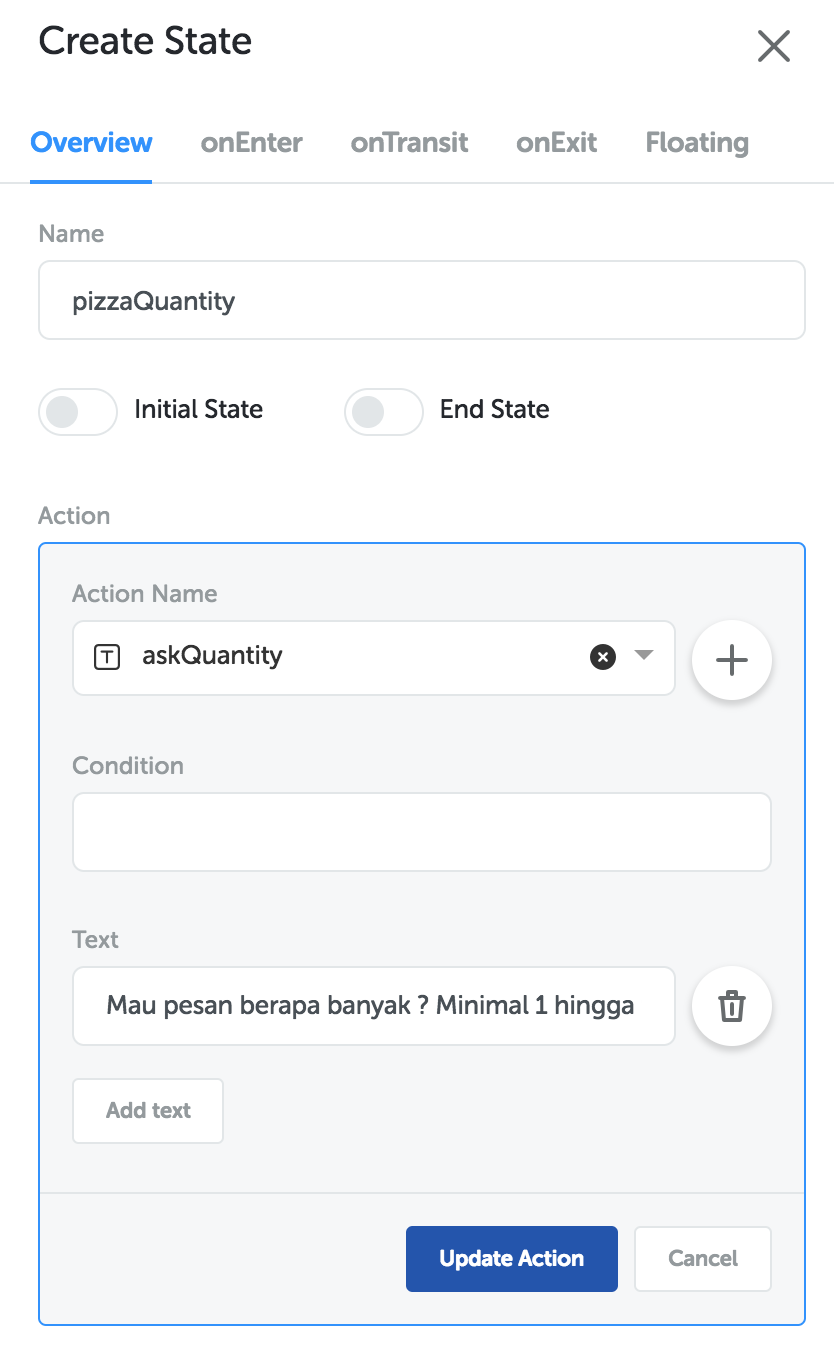 Create State
Overview onEnter onTransit onExit Floating
Name
pizzaQuantity
Initial State End State
Action
Action Name
T askQuantity
Condition
Text
Mau pesan berapa banyak ? Minimal 1 hingga
Add text
Update Action Cancel